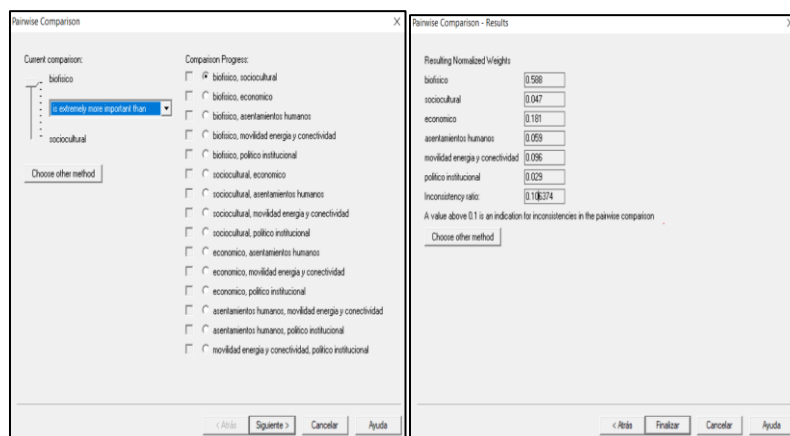 Pairwise Comparison
Current comparison:
biofisico
is extremely more important than
sociocultural
Choose other method
Comparison Progress:
biofisico, sociocultural
biofisico, economico
biofisico, asentamientos humanos
biofisico, movilidad energia y conectividad
biofisico, politico institucional
sociocultural, economico
sociocultural, asentamientos humanos
sociocultural, movilidad energia y conectividad
sociocultural, politico institucional
economico, asentamientos humanos
economico, movilidad energia y conectividad
economico, politico institucional
asentamientos humanos, movilidad energia y conectividad
asentamientos humanos, politico institucional
movilidad energia y conectividad, politico institucional
< Atrás Siguiente > Cancelar Ayuda
Pairwise Comparison - Results
Resulting Normalized Weights
biofisico 0.588
sociocultural 0.047
economico 0.181
asentamientos humanos 0.059
movilidad energia y conectividad 0.096
politico institucional 0.029
Inconsistency ratio: 0.106374
A value above 0.1 is an indication for inconsistencies in the pairwise comparison
Choose other method
< Atrás Finalizar Cancelar Ayuda